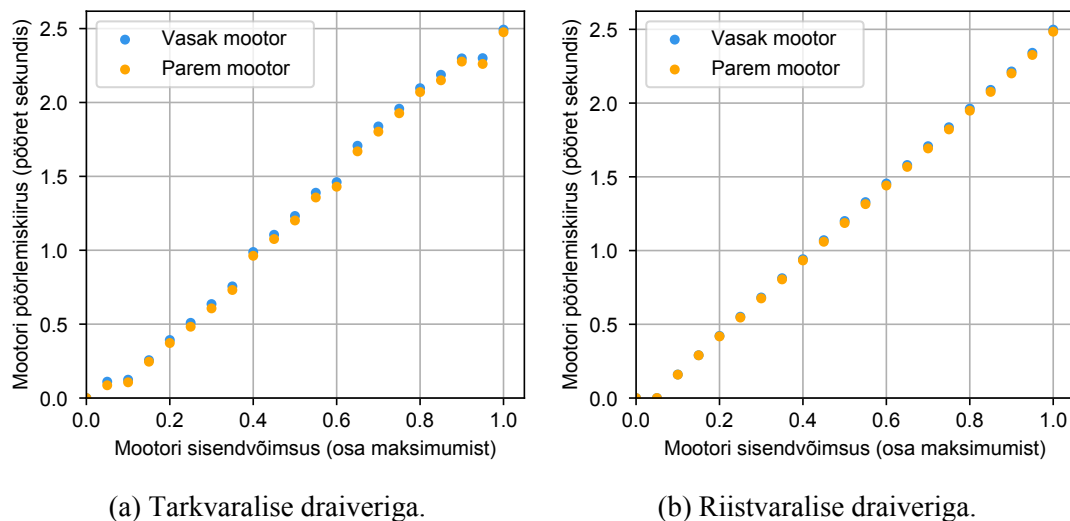 2.5
2.0
1.5
1.0
0.5
0.0
Mootori pöörlemiskiirus (pööret sekundis)
Vasak mootor
Parem mootor
0.0 0.2 0.4 0.6 0.8 1.0
Mootori sisendvõimsus (osa maksimumist)
(a) Tarkvaralise draiveriga.
2.5
2.0
1.5
1.0
0.5
0.0
Mootori pöörlemiskiirus (pööret sekundis)
Vasak mootor
Parem mootor
0.0 0.2 0.4 0.6 0.8 1.0
Mootori sisendvõimsus (osa maksimumist)
(b) Riistvaralise draiveriga.